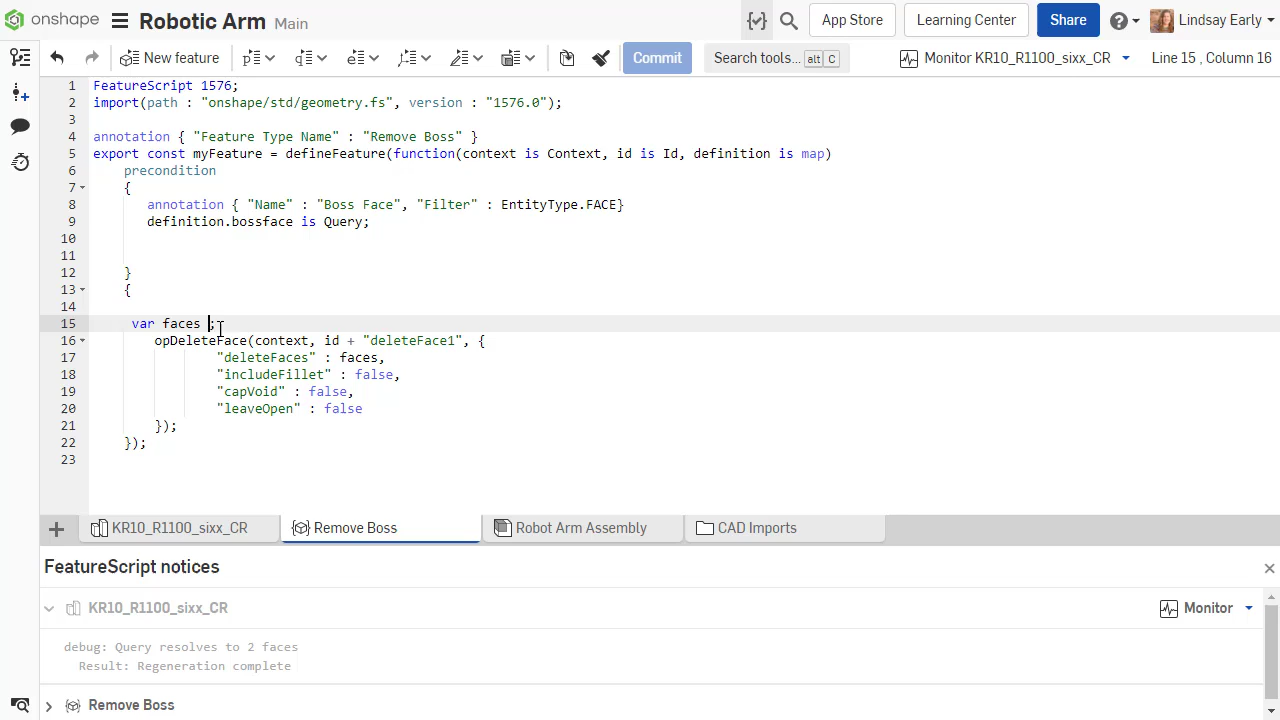 onshape Robotic Arm Main App Store Learning Center Share Lindsay Early
New feature Commit Search tools... alt C Monitor KR10_R1100_sixx_CR Line 15 , Column 16
1 FeatureScript 1576;
2 import(path : "onshape/std/geometry.fs", version : "1576.0");
3
4 annotation { "Feature Type Name" : "Remove Boss" }
5 export const myFeature = defineFeature(function(context is Context, id is Id, definition is map)
6 precondition
7 {
8 annotation { "Name" : "Boss Face", "Filter" : EntityType.FACE}
9 definition.bossface is Query;
10
11
12 }
13 {
14
15 var faces ;
16 opDeleteFace(context, id + "deleteFace1", {
17 "deleteFaces" : faces,
18 "includeFillet" : false,
19 "capVoid" : false,
20 "leaveOpen" : false
21 });
22 });
23
KR10_R1100_sixx_CR Remove Boss Robot Arm Assembly CAD Imports
FeatureScript notices
KR10_R1100_sixx_CR Monitor
debug: Query resolves to 2 faces
Result: Regeneration complete
Remove Boss